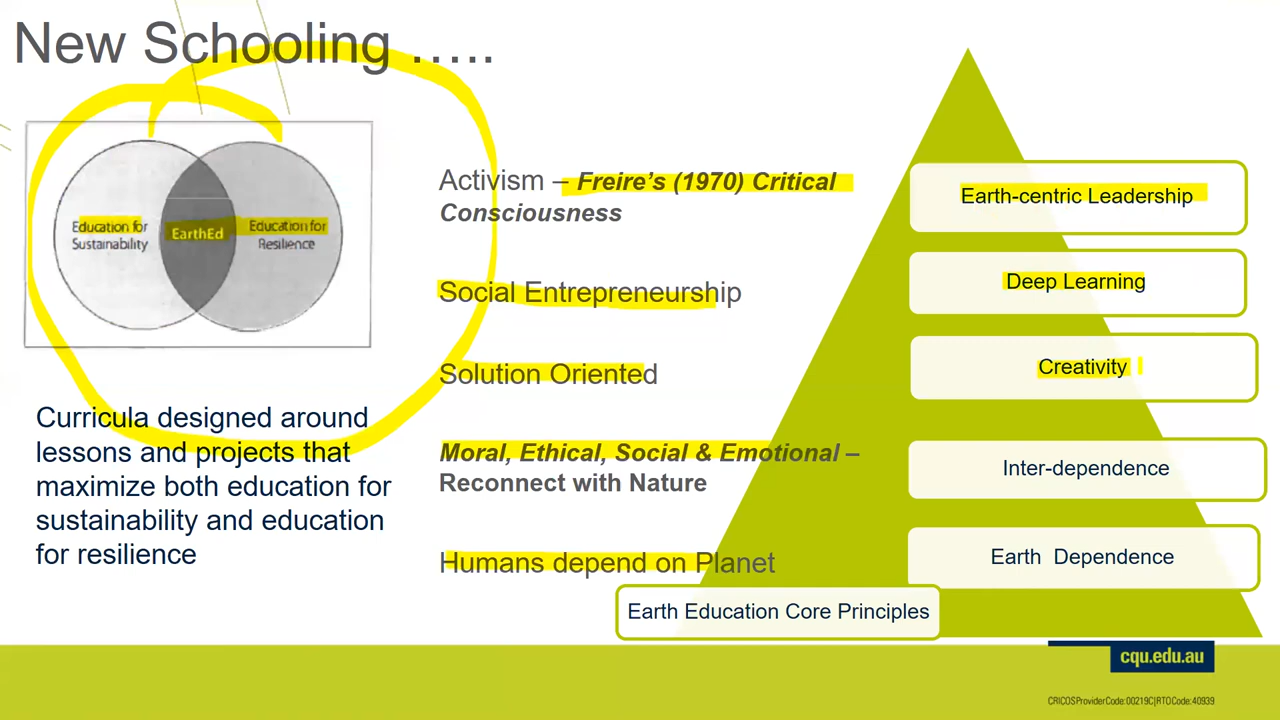 New Schooling …..
Education for
Sustainability
EarthEd
Education for
Resilience
Curricula designed around
lessons and projects that
maximize both education for
sustainability and education
for resilience
Activism – Freire’s (1970) Critical
Consciousness
Social Entrepreneurship
Solution Oriented
Moral, Ethical, Social & Emotional –
Reconnect with Nature
Humans depend on Planet
Earth-centric Leadership
Deep Learning
Creativity
Inter-dependence
Earth Dependence
Earth Education Core Principles
cqu.edu.au
CRICOSProviderCode:00219C|RTOCode:40939